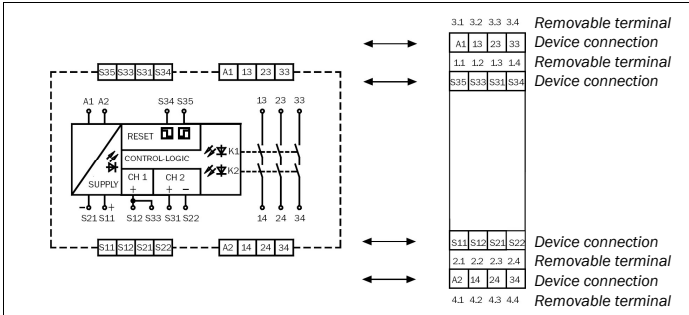 3.1 3.2 3.3 3.4 Removable terminal
A1 13 23 33 Device connection
1.1 1.2 1.3 1.4 Removable terminal
S35 S33 S31 S34 Device connection
S35 S33 S31 S34 A1 13 23 33
A1 A2 S34 S35 13 23 33
RESET
K1
CONTROL-LOGIC
K2
CH 1 CH 2
SUPPLY + + −
− +
S21 S11 S12 S33 S31 S22 14 24 34
S11 S12 S21 S22 A2 14 24 34
S11 S12 S21 S22 Device connection
2.1 2.2 2.3 2.4 Removable terminal
A2 14 24 34 Device connection
4.1 4.2 4.3 4.4 Removable terminal